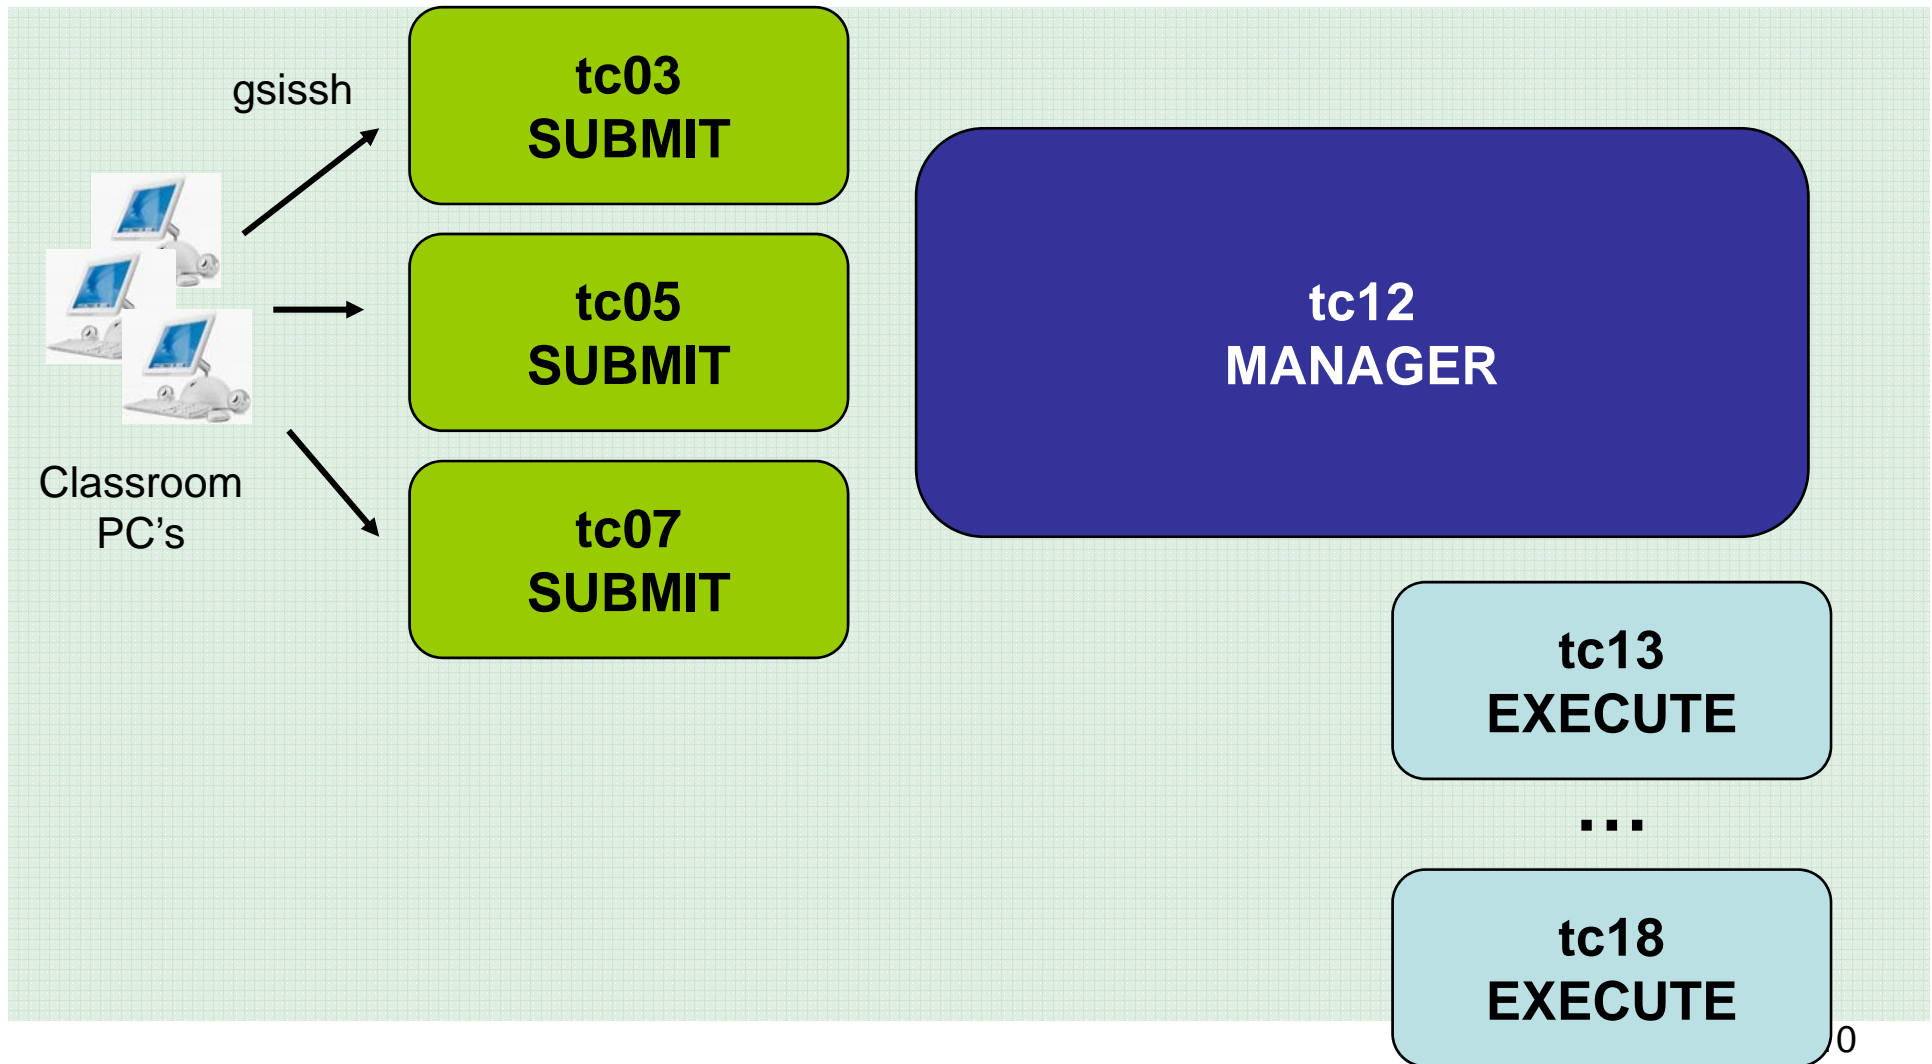 gsissh
tc03
SUBMIT
Classroom
PC’s
tc05
SUBMIT
tc07
SUBMIT
tc12
MANAGER
tc13
EXECUTE
...
tc18
EXECUTE